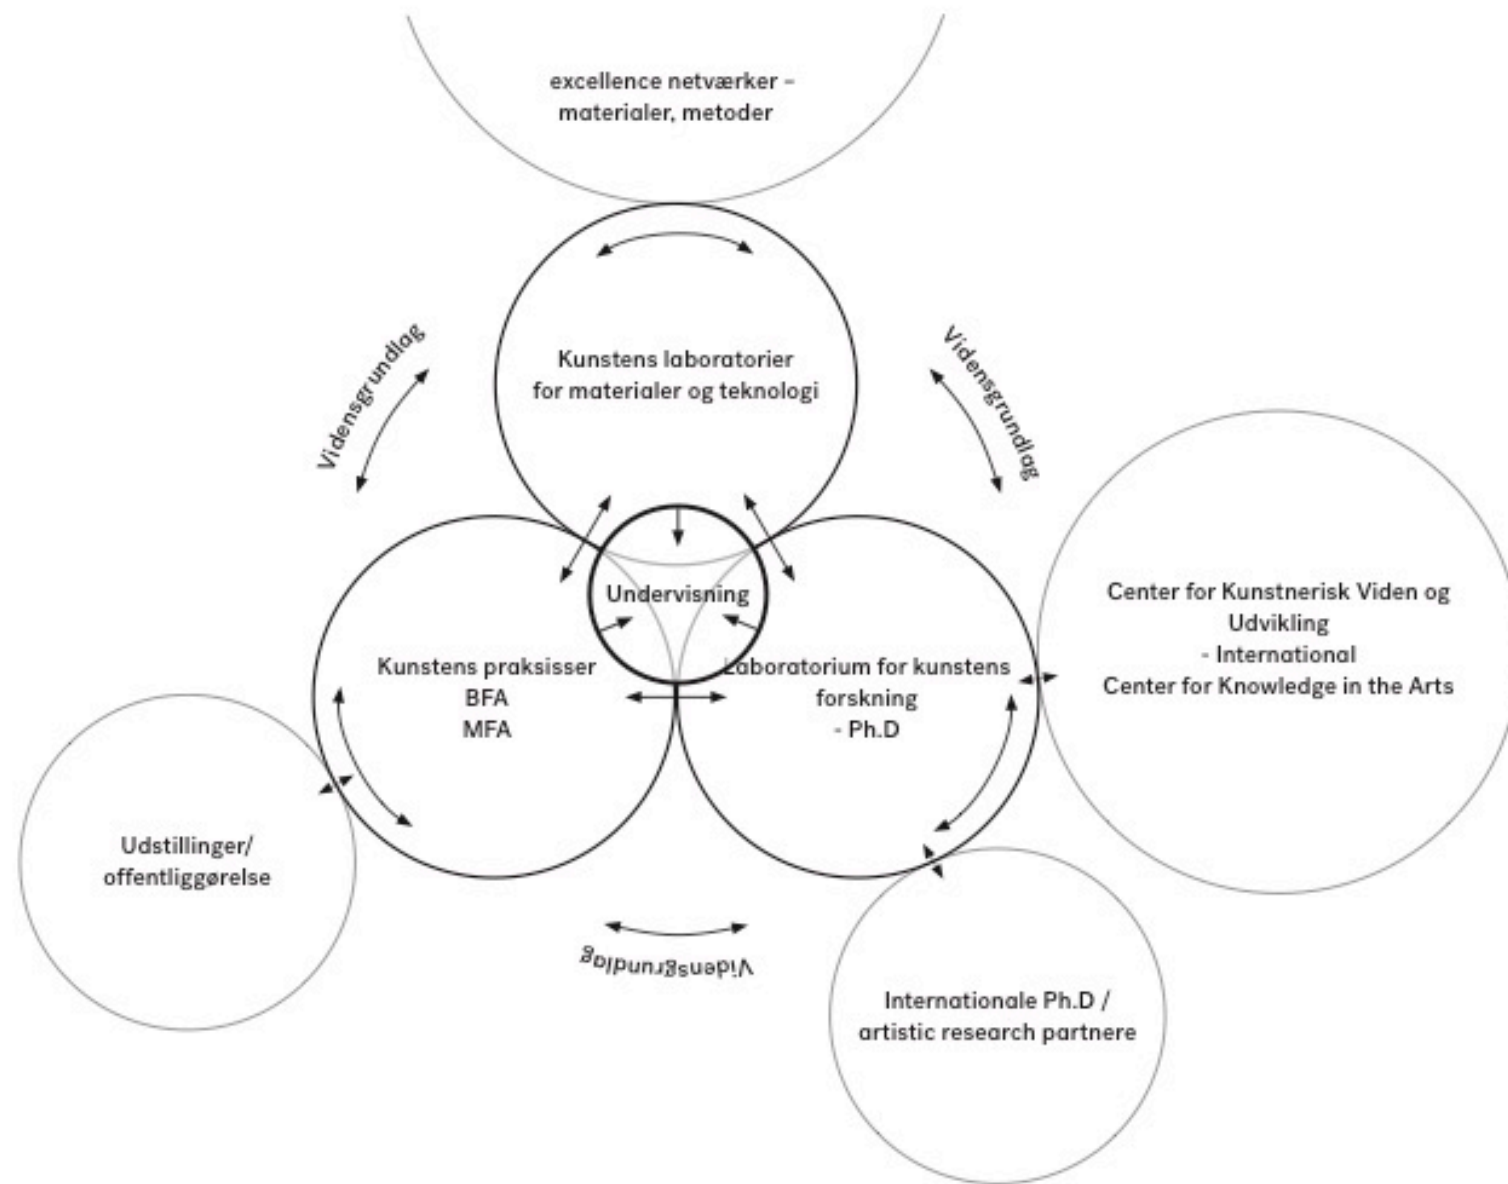 excellence netværker –
materialer, metoder
Kunstens laboratorier
for materialer og teknologi
Vidensgrundlag
Vidensgrundlag
Undervisning
Kunstens praksisser
BFA
MFA
Laboratorium for kunstens
forskning
- Ph.D
Center for Kunstnerisk Viden og
Udvikling
- International
Center for Knowledge in the Arts
Udstillinger/
offentliggørelse
Vidensgrundlag
Internationale Ph.D /
artistic research partnere